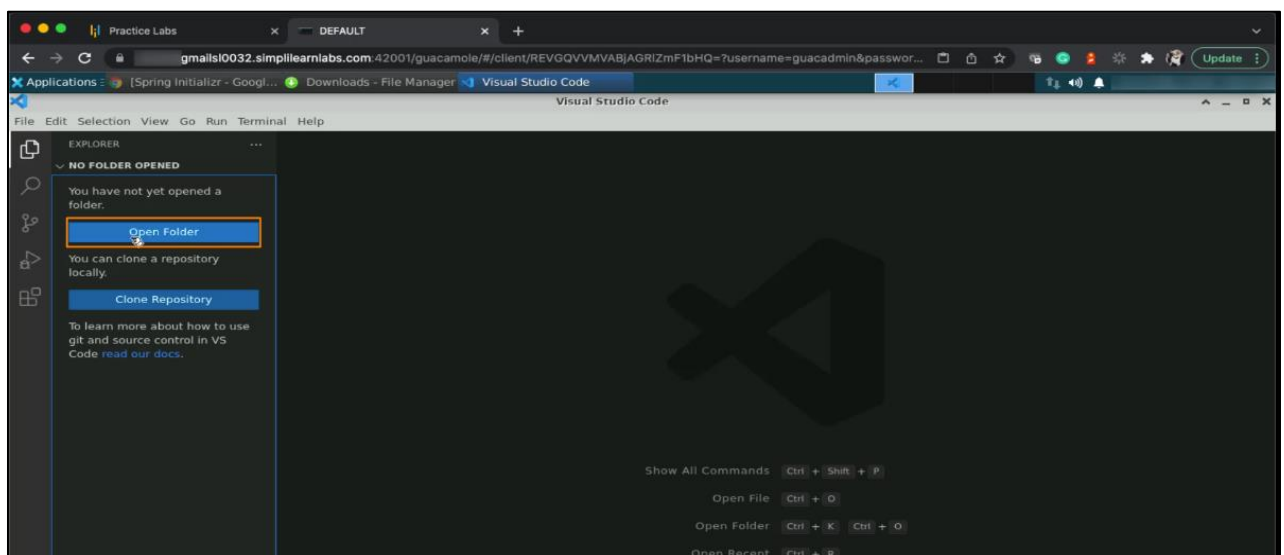 Practice Labs
DEFAULT
gmailsl0032.simplilearnlabs.com:42001/guacamole/#/client/REVGQVVMVABjAGRlZmF1bHQ=?username=guacadmin&passwor...
Update
Applications
[Spring Initializr - Googl...
Downloads - File Manager
Visual Studio Code
Visual Studio Code
File Edit Selection View Go Run Terminal Help
EXPLORER
NO FOLDER OPENED
You have not yet opened a
folder.
Open Folder
You can clone a repository
locally.
Clone Repository
To learn more about how to use
git and source control in VS
Code read our docs.
Show All Commands Ctrl + Shift + P
Open File Ctrl + O
Open Folder Ctrl + K Ctrl + O
Open Recent Ctrl + R